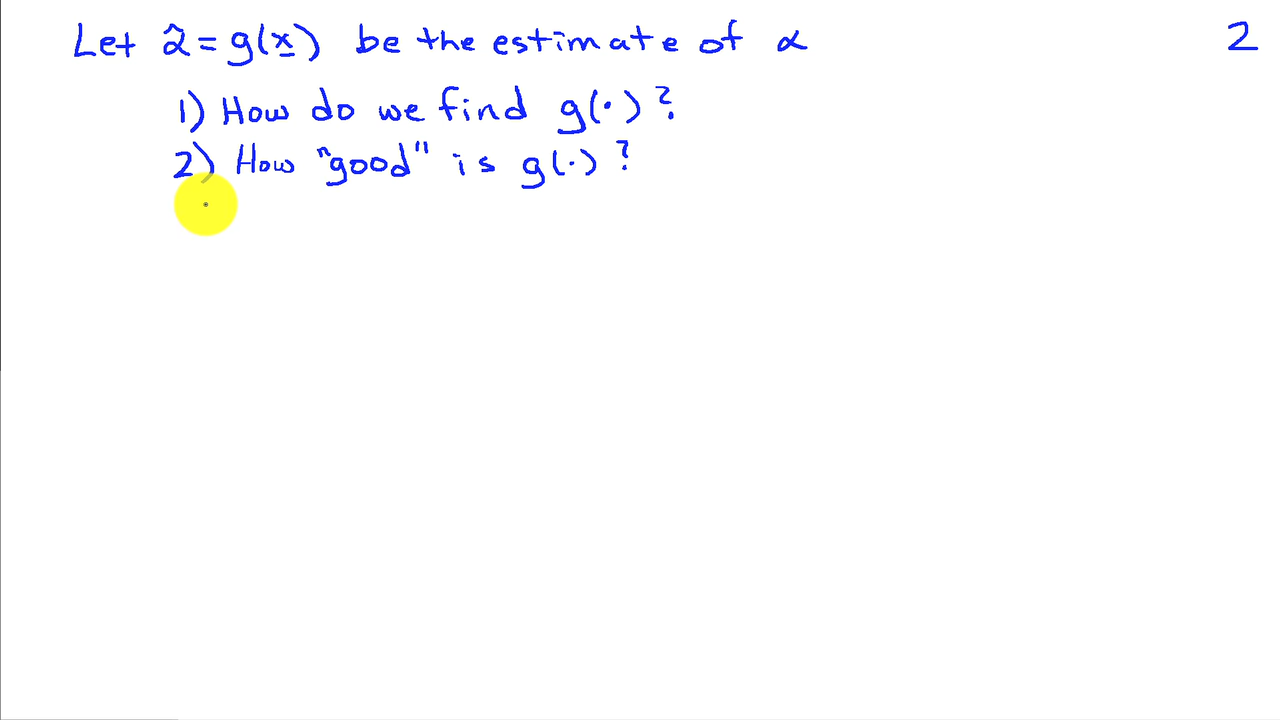 Let α̂ = g(x̲) be the estimate of α
2
1) How do we find g(·)?
2) How "good" is g(·)?